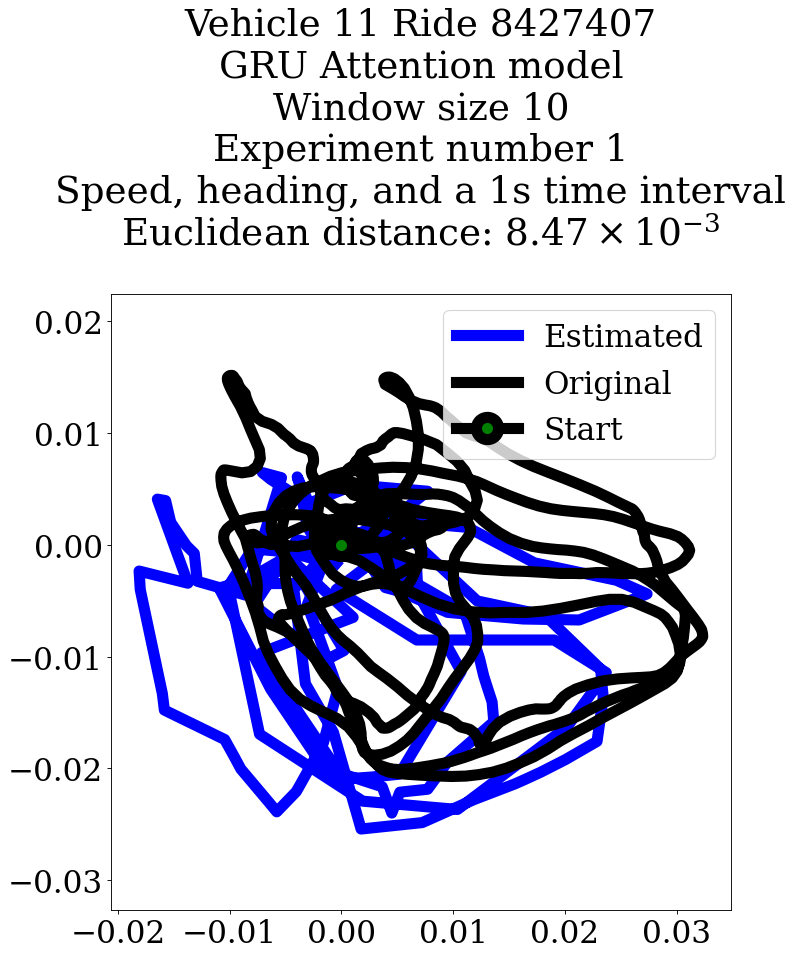 Vehicle 11 Ride 8427407
GRU Attention model
Window size 10
Experiment number 1
Speed, heading, and a 1s time interval
Euclidean distance: 8.47 × 10⁻³
Estimated
Original
Start
0.02
0.01
0.00
−0.01
−0.02
−0.03
−0.02 −0.01 0.00 0.01 0.02 0.03